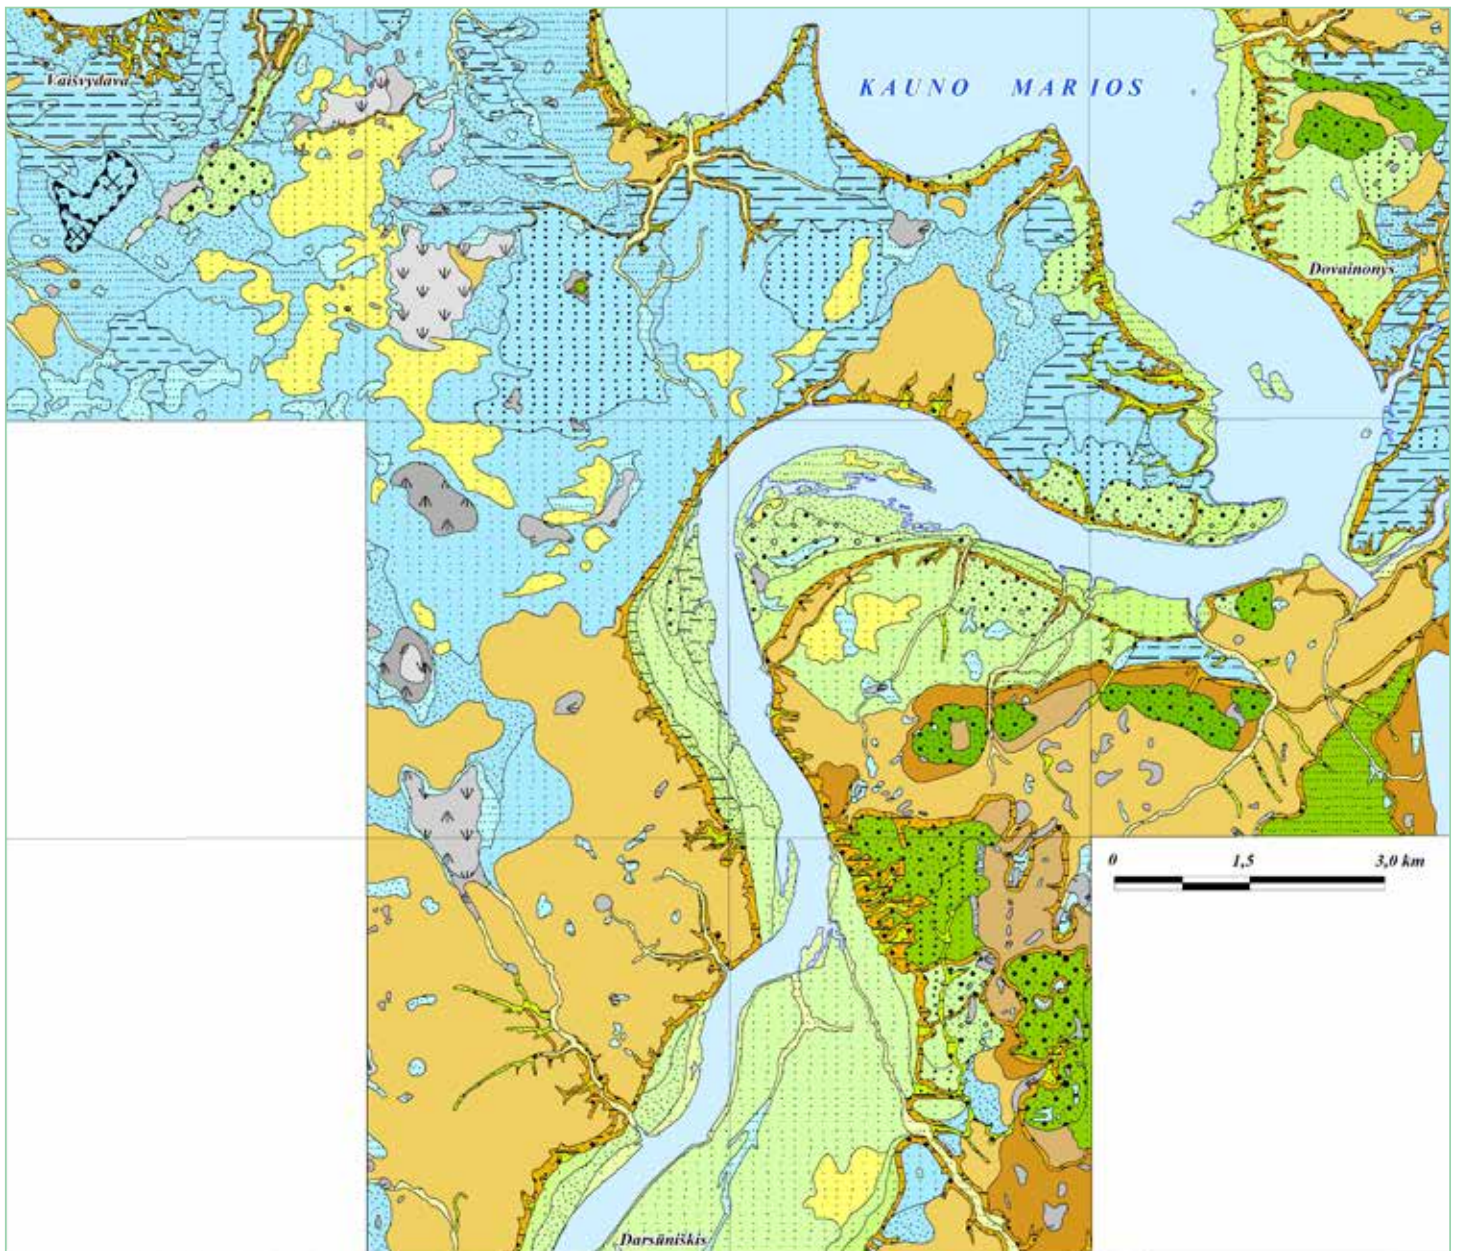 Vaišvydava
KAUNO MARIOS
Dovainonys
0 1,5 3,0 km
Darsūniškis